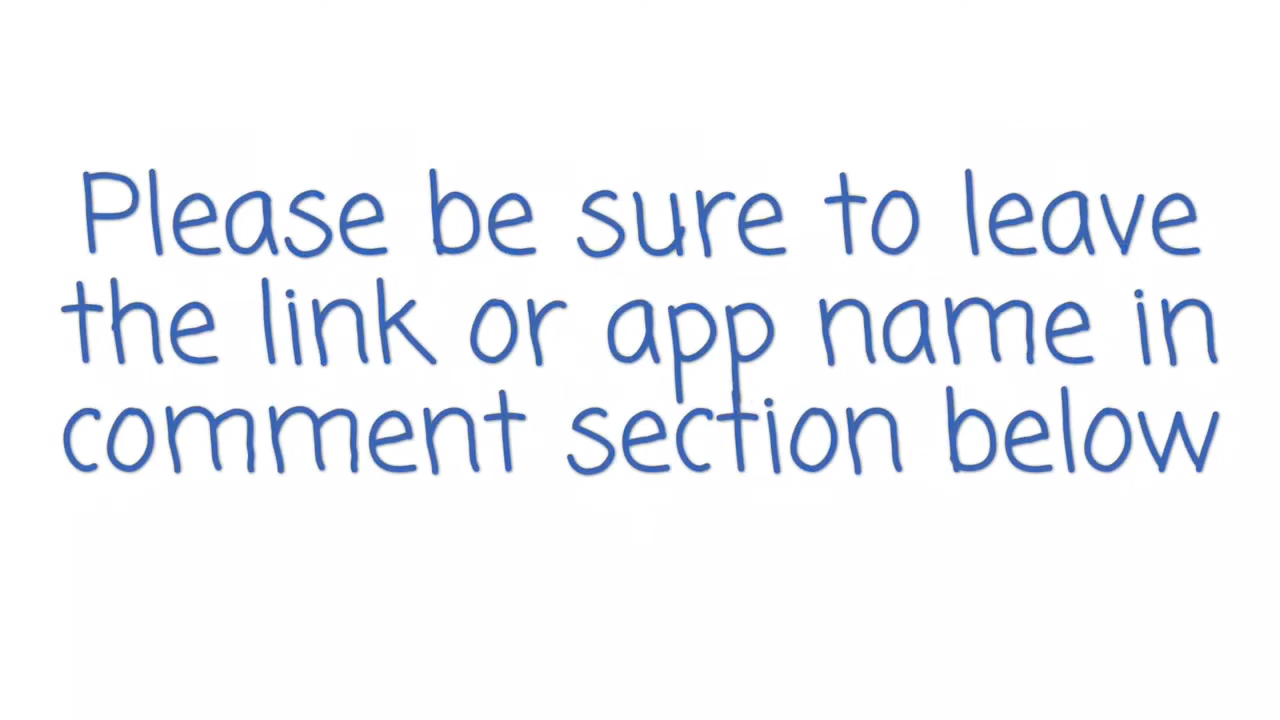 Please be sure to leave
the link or app name in
comment section below